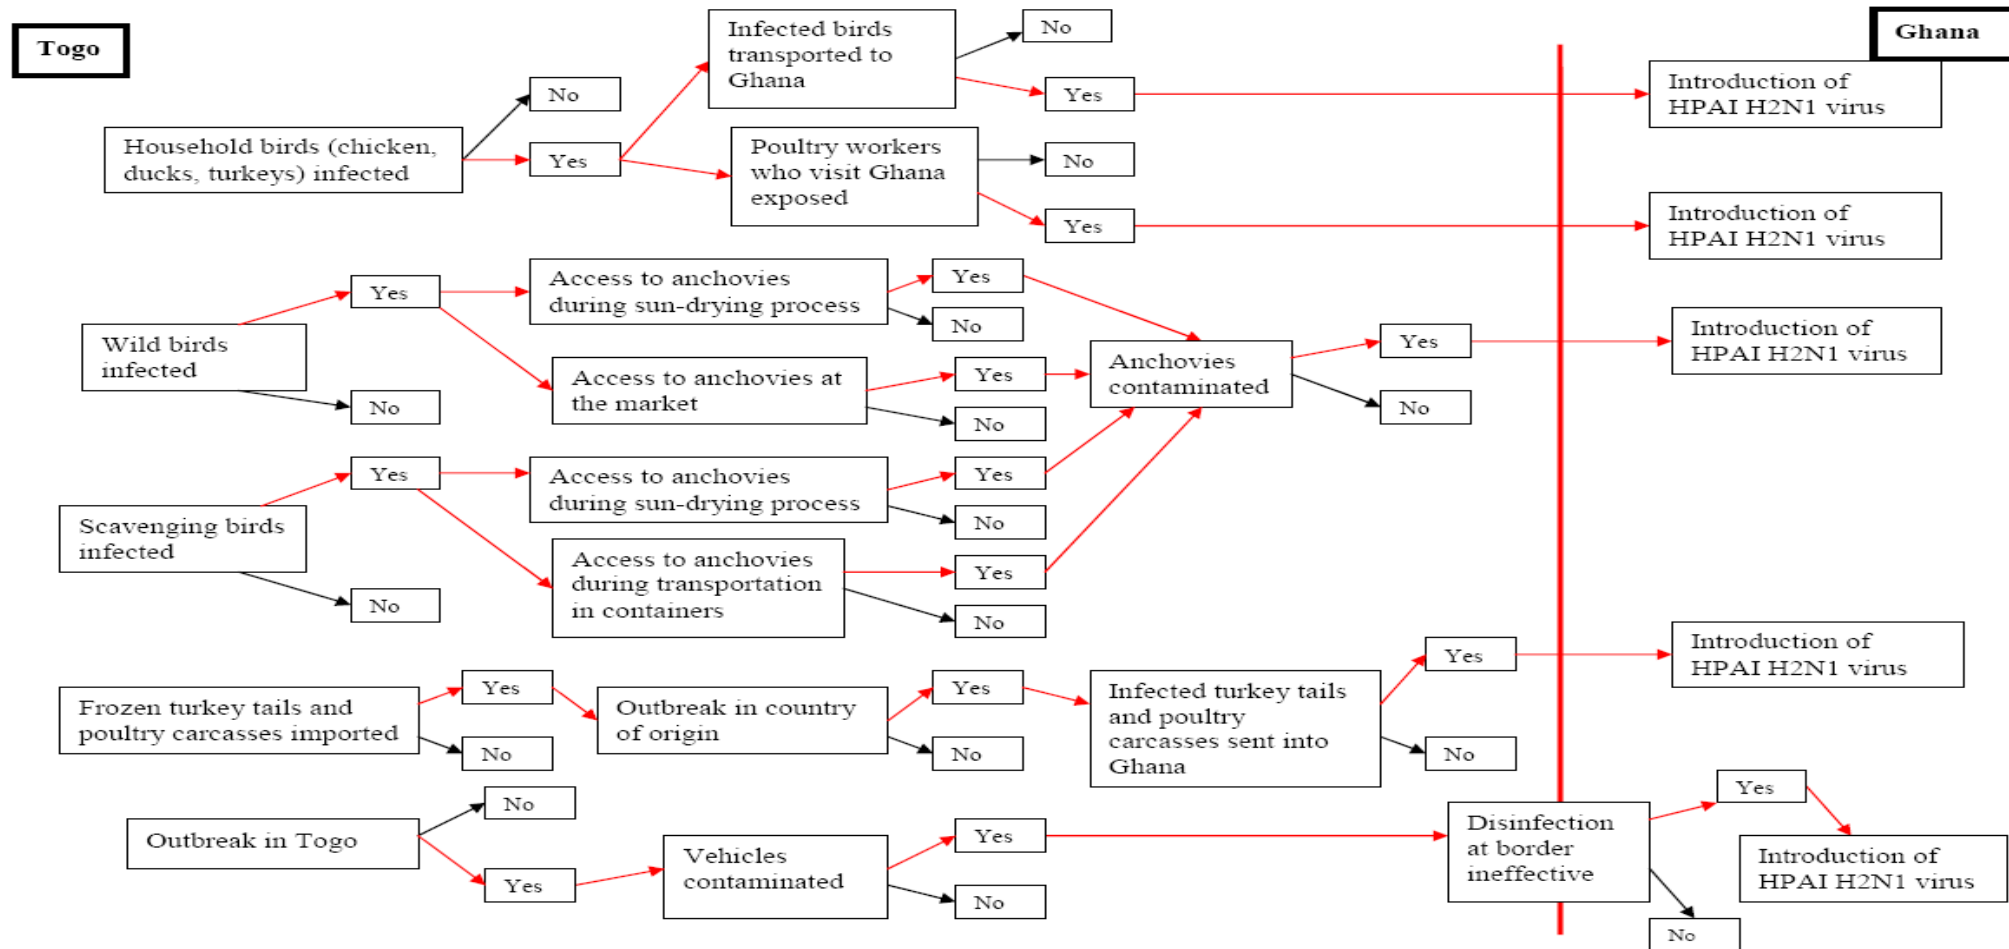 Togo
Ghana
Infected birds
transported to
Ghana
No
Yes
Introduction of
HPAI H2N1 virus
No
Household birds (chicken,
ducks, turkeys) infected
Yes
Poultry workers
who visit Ghana
exposed
No
Yes
Introduction of
HPAI H2N1 virus
Wild birds
infected
Yes
No
Access to anchovies
during sun-drying process
Yes
No
Access to anchovies at
the market
Yes
No
Anchovies
contaminated
Yes
No
Introduction of
HPAI H2N1 virus
Scavenging birds
infected
Yes
No
Access to anchovies
during sun-drying process
Yes
No
Access to anchovies
during transportation
in containers
Yes
No
Frozen turkey tails and
poultry carcasses imported
Yes
No
Outbreak in country
of origin
Yes
No
Infected turkey tails
and poultry
carcasses sent into
Ghana
Yes
No
Introduction of
HPAI H2N1 virus
Outbreak in Togo
No
Yes
Vehicles
contaminated
Yes
No
Disinfection
at border
ineffective
Yes
No
Introduction of
HPAI H2N1 virus